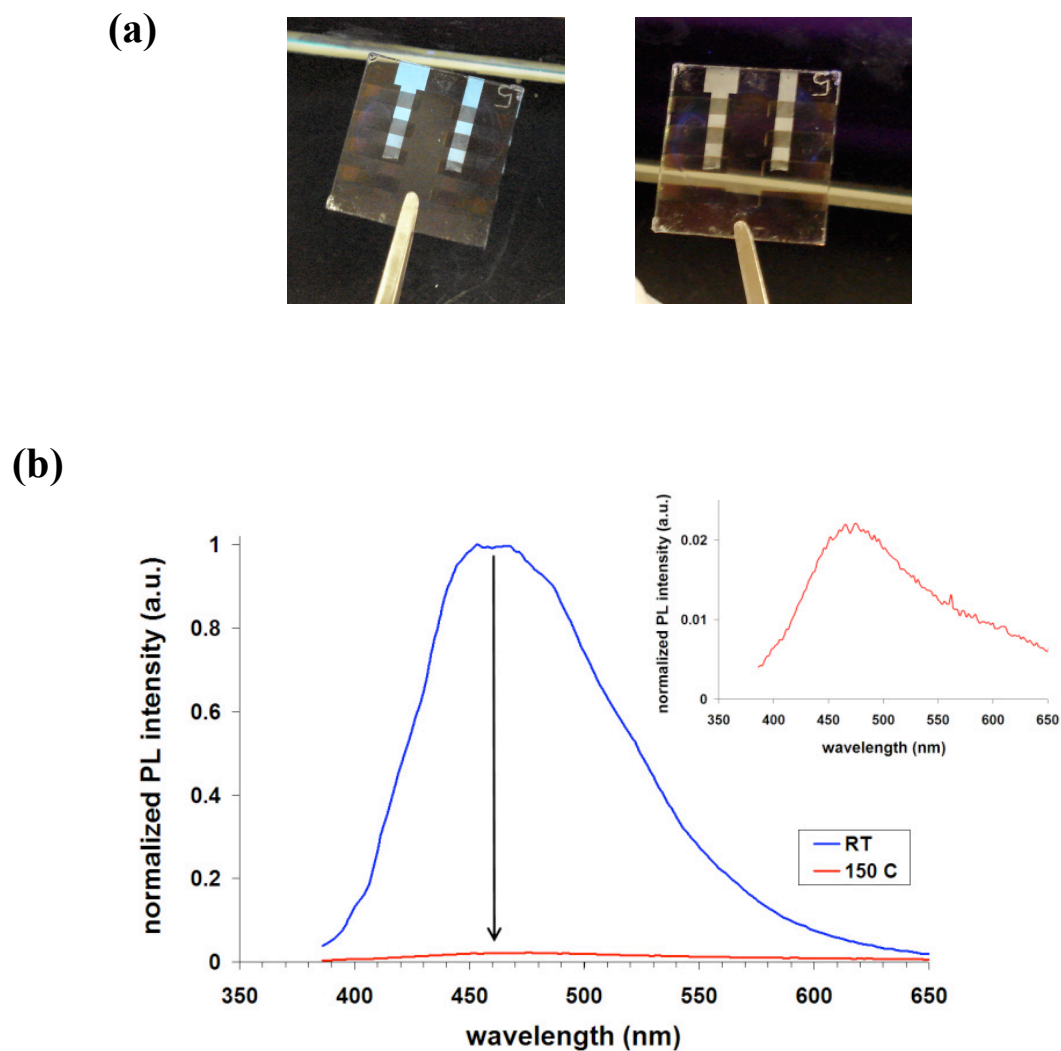 (a)
5
5
(b)
normalized PL intensity (a.u.)
1
0.8
0.6
0.4
0.2
0
350 400 450 500 550 600 650
wavelength (nm)
RT
150 C
normalized PL intensity (a.u.)
0.02
0.01
0
350 400 450 500 550 600 650
wavelength (nm)